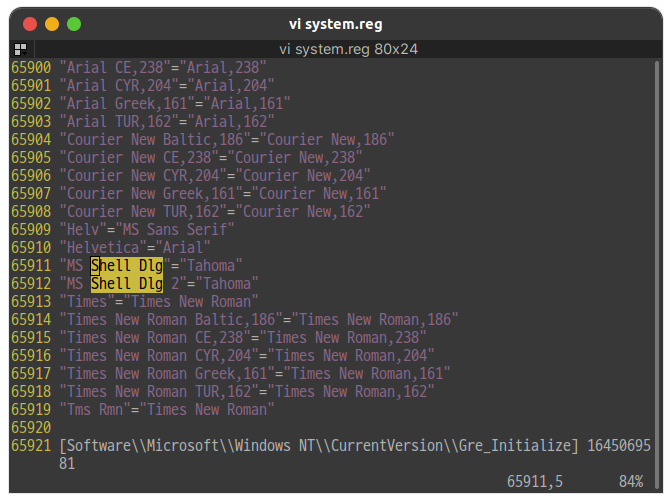 vi system.reg
vi system.reg 80x24
65900 "Arial CE,238"="Arial,238"
65901 "Arial CYR,204"="Arial,204"
65902 "Arial Greek,161"="Arial,161"
65903 "Arial TUR,162"="Arial,162"
65904 "Courier New Baltic,186"="Courier New,186"
65905 "Courier New CE,238"="Courier New,238"
65906 "Courier New CYR,204"="Courier New,204"
65907 "Courier New Greek,161"="Courier New,161"
65908 "Courier New TUR,162"="Courier New,162"
65909 "Helv"="MS Sans Serif"
65910 "Helvetica"="Arial"
65911 "MS Shell Dlg"="Tahoma"
65912 "MS Shell Dlg 2"="Tahoma"
65913 "Times"="Times New Roman"
65914 "Times New Roman Baltic,186"="Times New Roman,186"
65915 "Times New Roman CE,238"="Times New Roman,238"
65916 "Times New Roman CYR,204"="Times New Roman,204"
65917 "Times New Roman Greek,161"="Times New Roman,161"
65918 "Times New Roman TUR,162"="Times New Roman,162"
65919 "Tms Rmn"="Times New Roman"
65920
65921 [Software\\Microsoft\\Windows NT\\CurrentVersion\\Gre_Initialize] 16450695
81
65911,5 84%